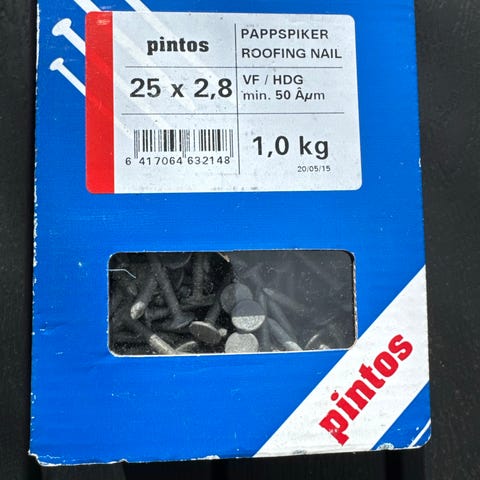 pintos
PAPPSPIKER
ROOFING NAIL
25 x 2,8
VF / HDG
min. 50 Âµm
6 417064 632148
1,0 kg
20/05/15
pintos